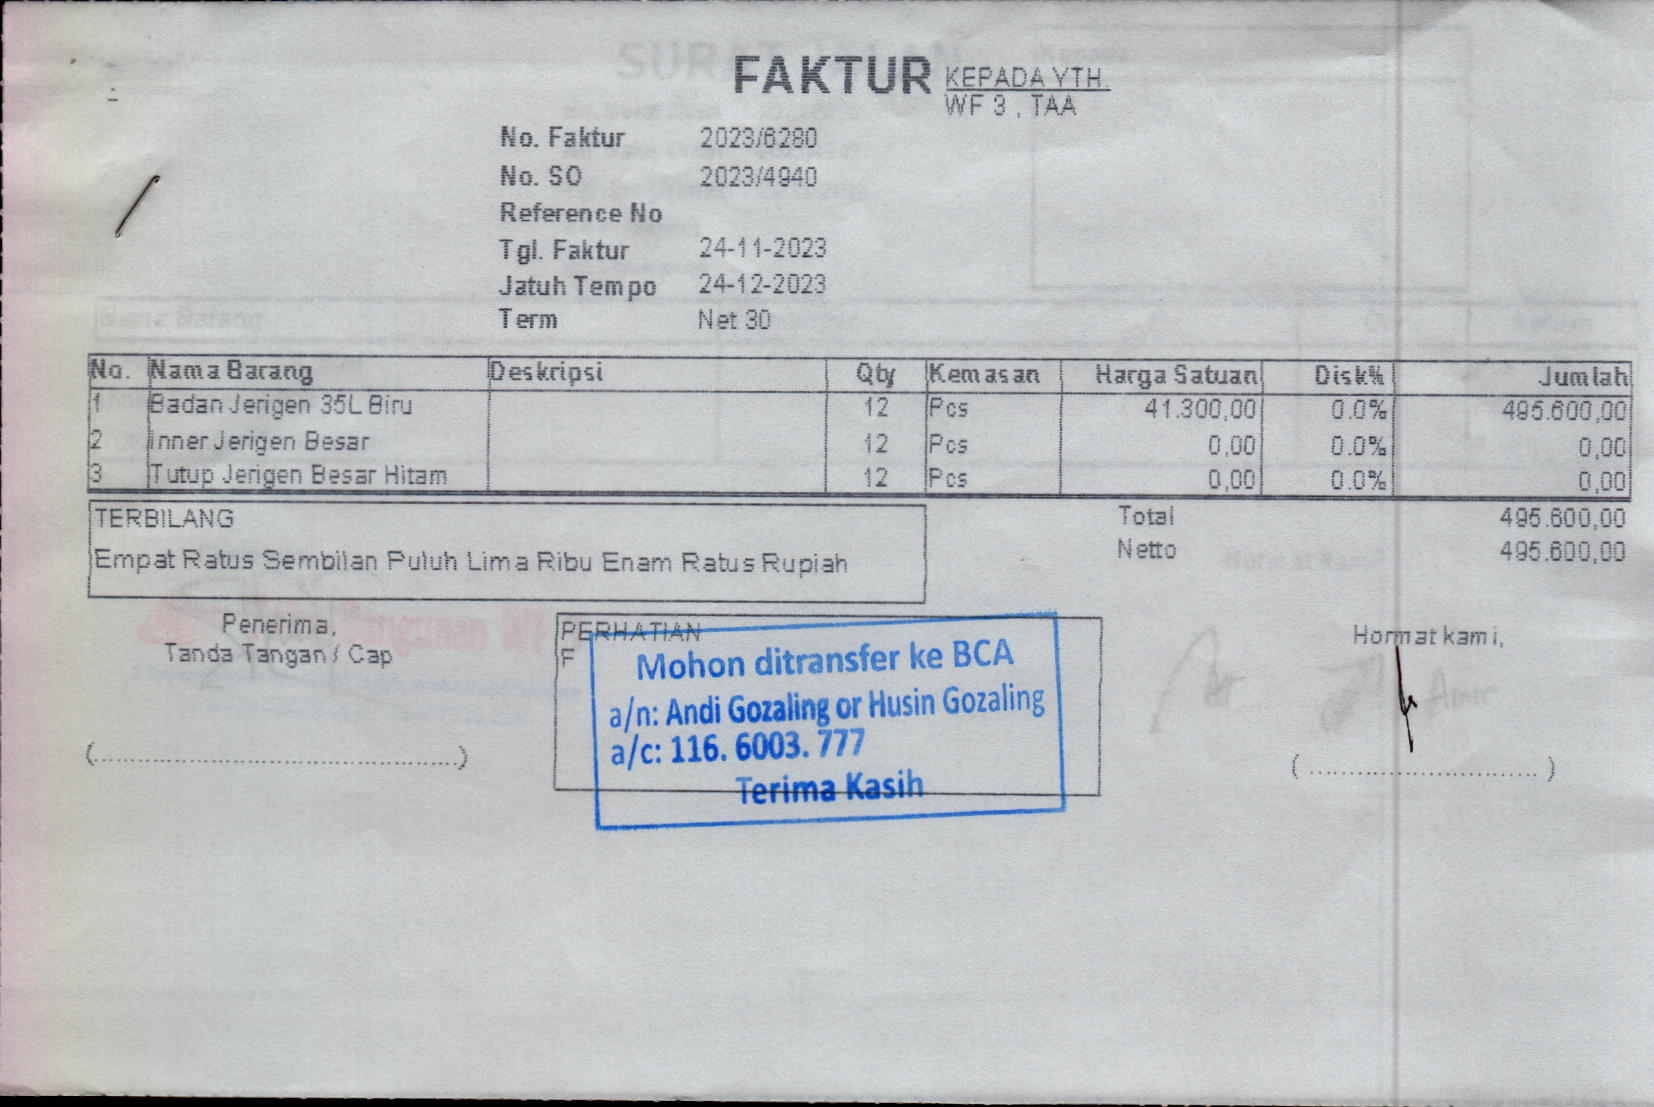 FAKTUR
KEPADA YTH.
WF 3 , TAA
No. Faktur 2023/6280
No. SO 2023/4940
Reference No
Tgl. Faktur 24-11-2023
Jatuh Tempo 24-12-2023
Term Net 30
No. Nama Barang Deskripsi Qty Kemasan Harga Satuan Disk% Jumlah
1 Badan Jerigen 35L Biru 12 Pcs 41.300,00 0.0% 495.600,00
2 Inner Jerigen Besar 12 Pcs 0,00 0.0% 0,00
3 Tutup Jerigen Besar Hitam 12 Pcs 0,00 0.0% 0,00
TERBILANG
Empat Ratus Sembilan Puluh Lima Ribu Enam Ratus Rupiah
Total 495.600,00
Netto 495.600,00
Penerima,
Tanda Tangan / Cap
(............................................)
PERHATIAN
F
Mohon ditransfer ke BCA
a/n: Andi Gozaling or Husin Gozaling
a/c: 116. 6003. 777
Terima Kasih
Hormat kami,
( ............................ )